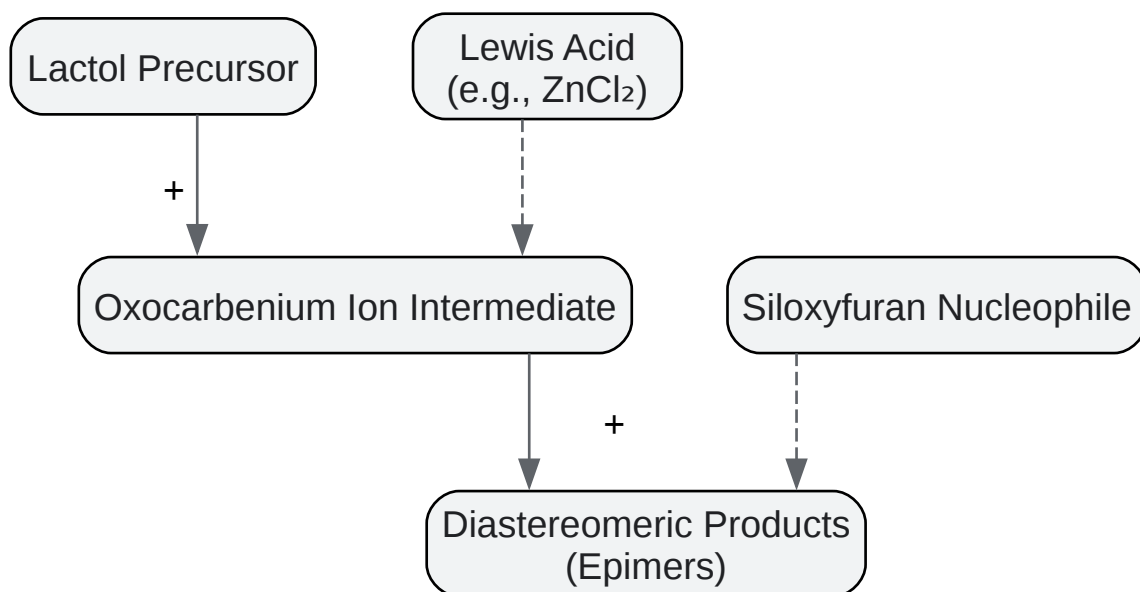 Lactol Precursor
Lewis Acid
(e.g., ZnCl₂)
+
Oxocarbenium Ion Intermediate
Siloxyfuran Nucleophile
+
Diastereomeric Products
(Epimers)